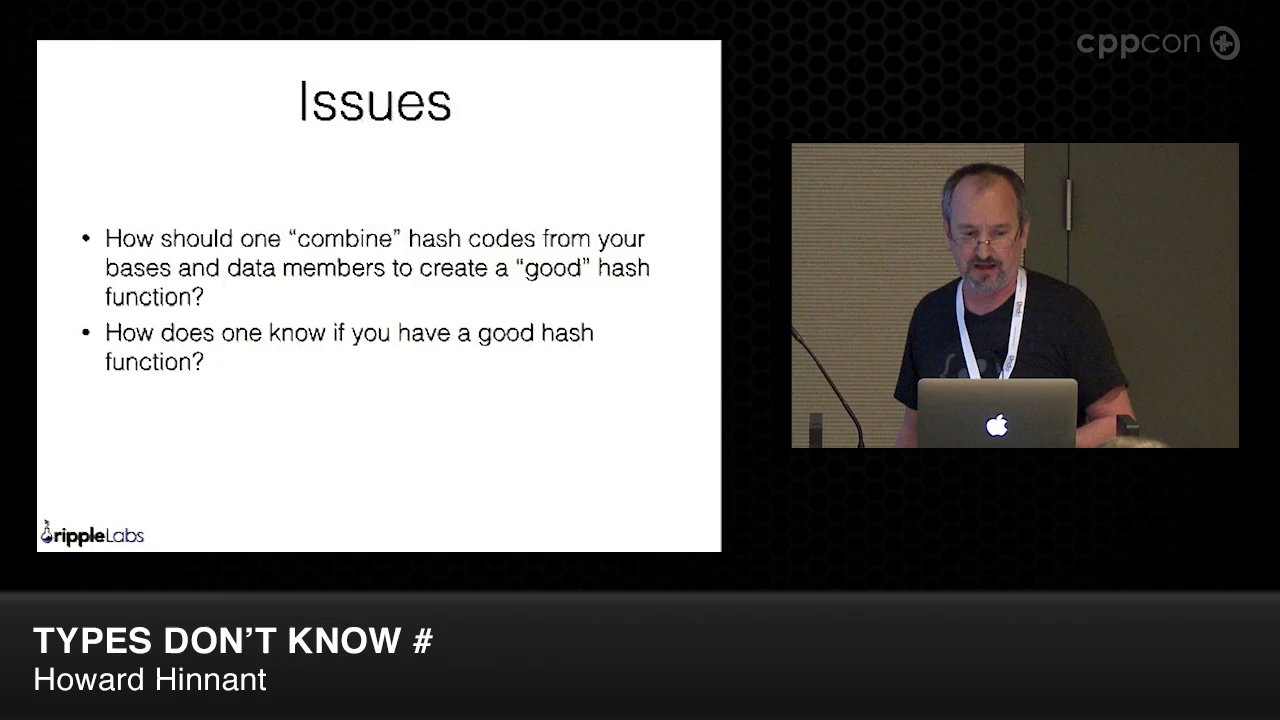 cppcon
Issues
• How should one “combine” hash codes from your
bases and data members to create a “good” hash
function?
• How does one know if you have a good hash
function?
rippleLabs
TYPES DON’T KNOW #
Howard Hinnant